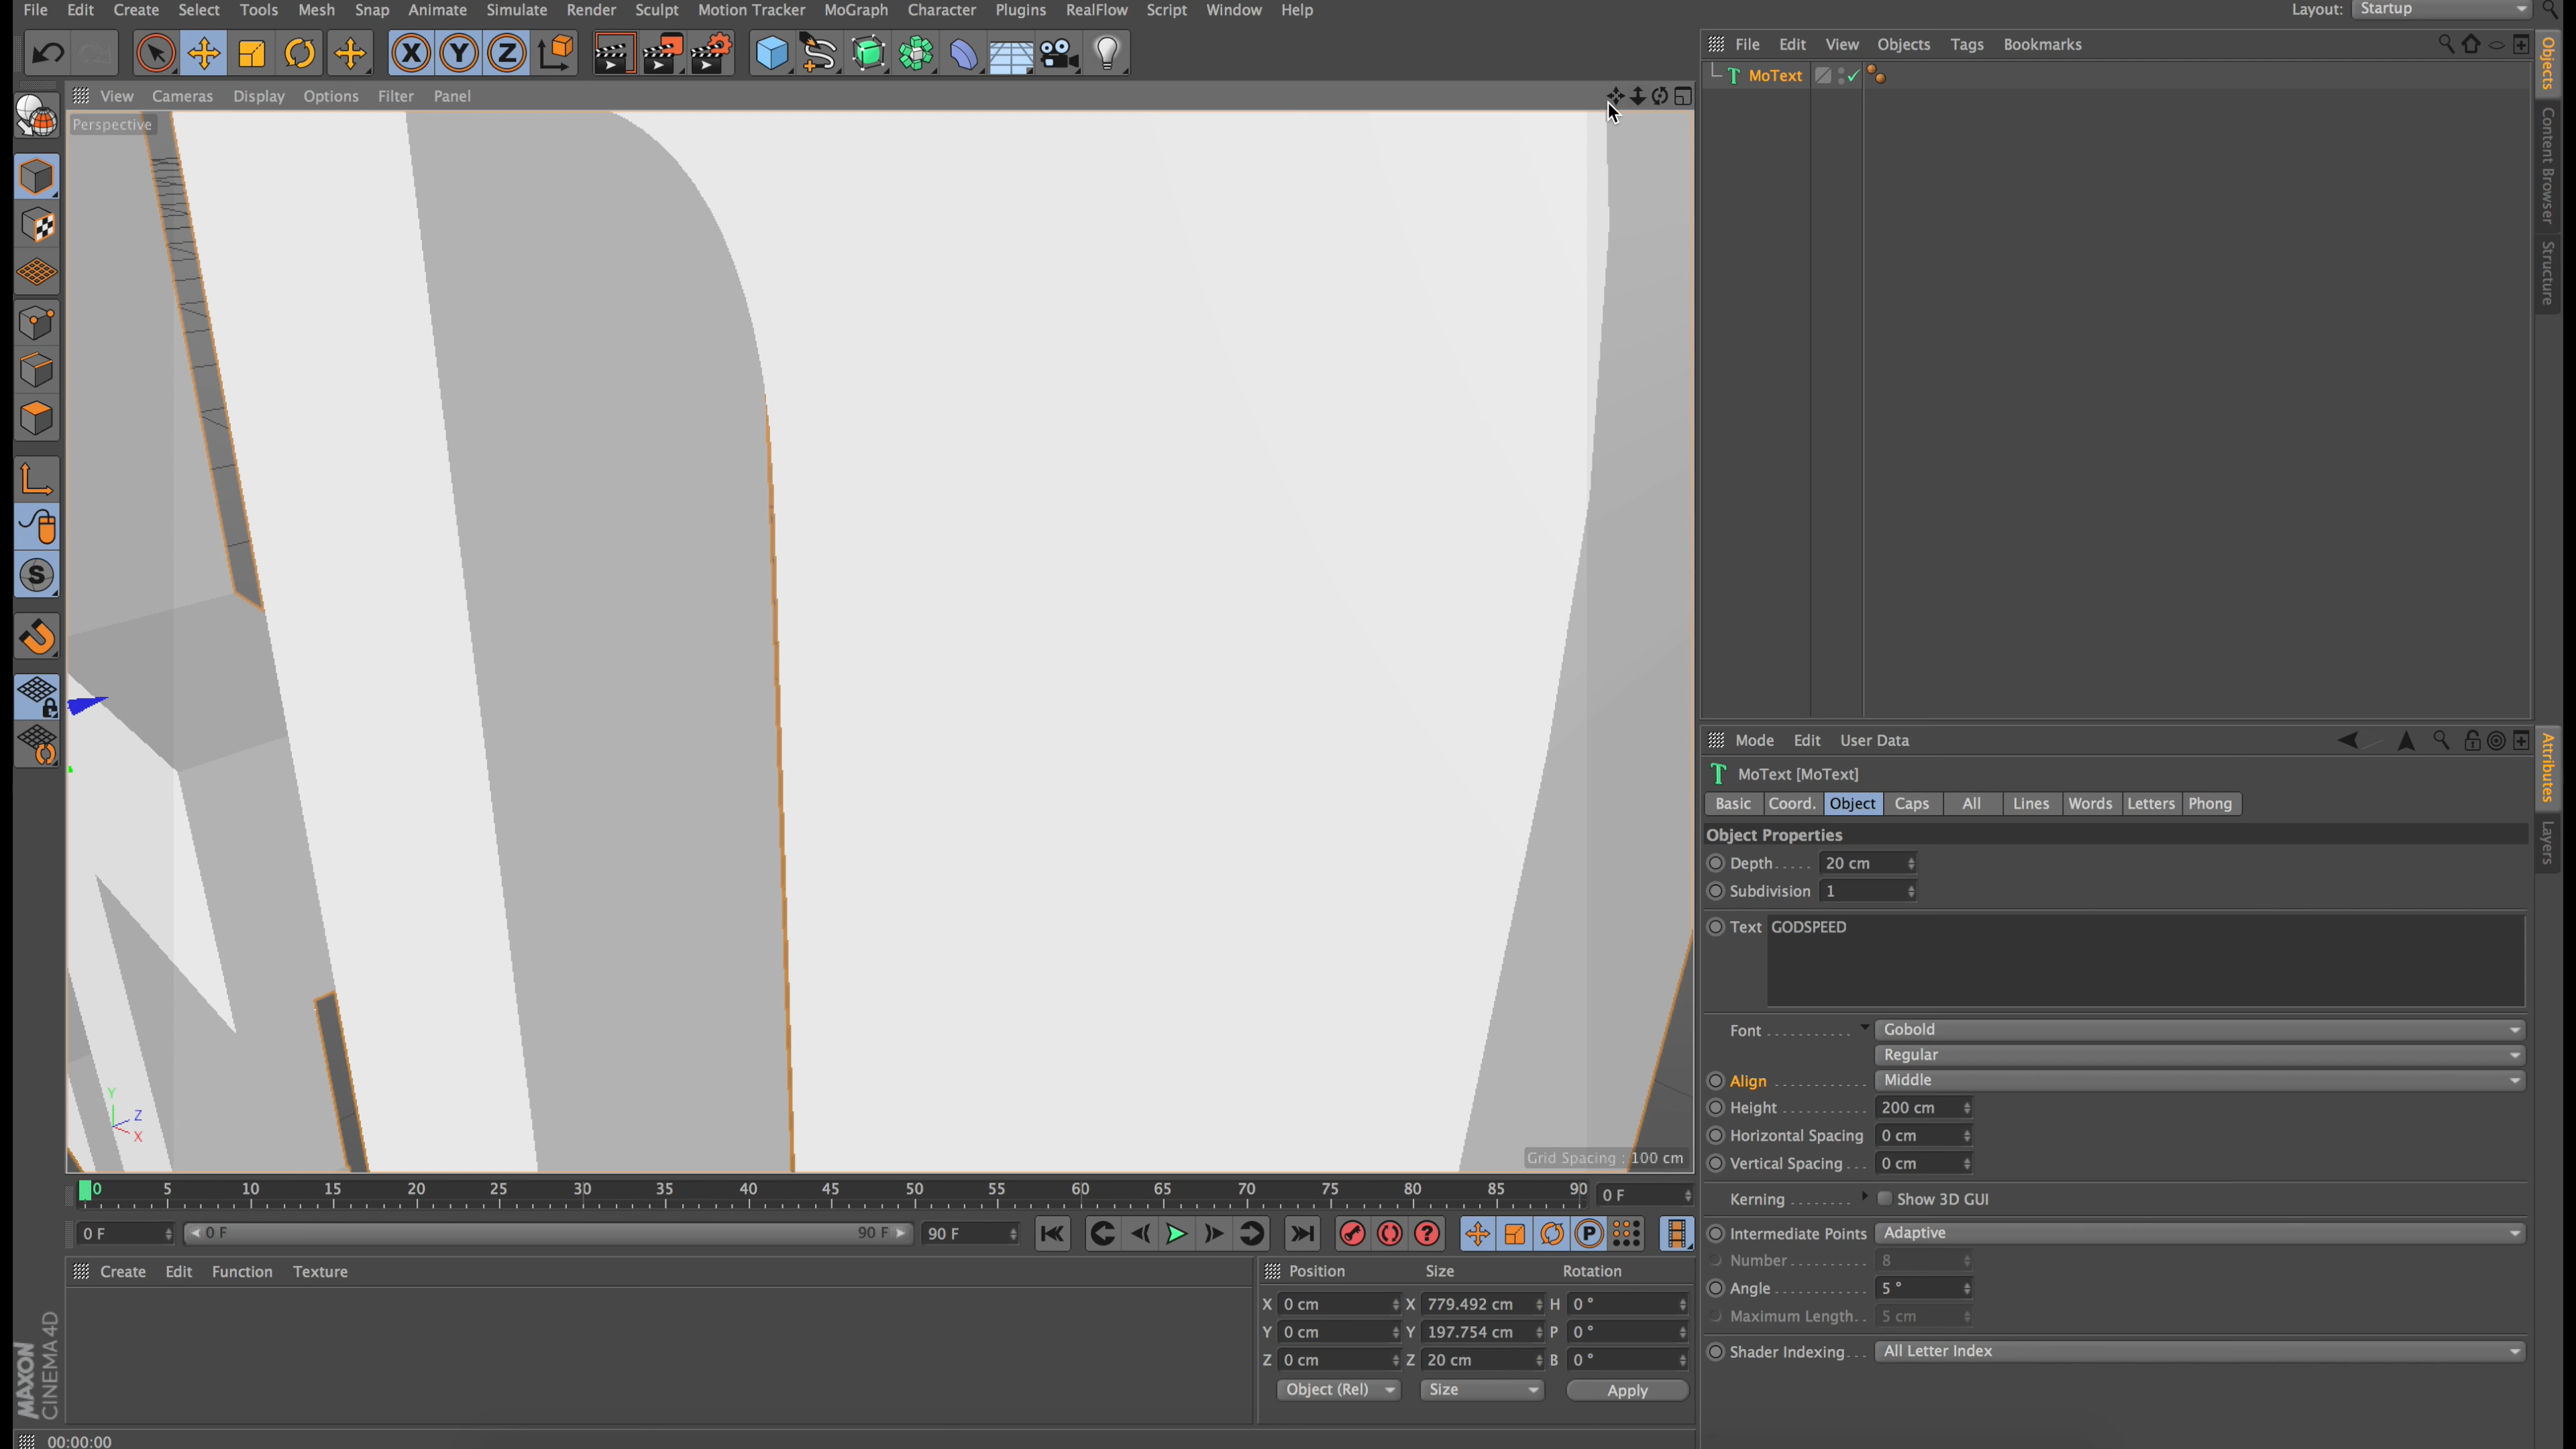 File Edit Create Select Tools Mesh Snap Animate Simulate Render Sculpt Motion Tracker MoGraph Character Plugins RealFlow Script Window Help Layout: Startup
File Edit View Objects Tags Bookmarks
MoText
View Cameras Display Options Filter Panel
Perspective
X Y Z
S
Y
Z
X
Grid Spacing : 100 cm
0 5 10 15 20 25 30 35 40 45 50 55 60 65 70 75 80 85 90 0 F
0 F 0 F 90 F 90 F ? P
Create Edit Function Texture
Position Size Rotation
X 0 cm X 779.492 cm H 0 °
Y 0 cm Y 197.754 cm P 0 °
Z 0 cm Z 20 cm B 0 °
Object (Rel) Size Apply
MAXON
CINEMA 4D
00:00:00
Objects
Content Browser
Structure
Mode Edit User Data
MoText [MoText]
Basic Coord. Object Caps All Lines Words Letters Phong
Object Properties
Depth 20 cm
Subdivision 1
Text GODSPEED
Font Gobold
Regular
Align Middle
Height 200 cm
Horizontal Spacing 0 cm
Vertical Spacing 0 cm
Kerning Show 3D GUI
Intermediate Points Adaptive
Number 8
Angle 5 °
Maximum Length 5 cm
Shader Indexing All Letter Index
Attributes
Layers